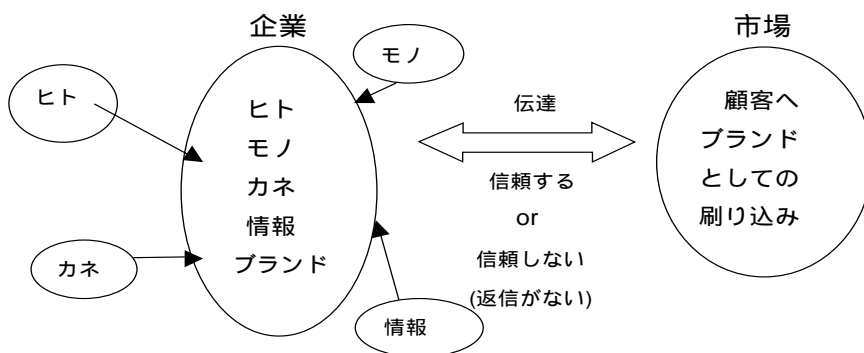 企業
市場
モノ
ヒト
カネ
情報
ヒト
モノ
カネ
情報
ブランド
伝達
信頼する
or
信頼しない
(返信がない)
顧客へ
ブランド
としての
刷り込み